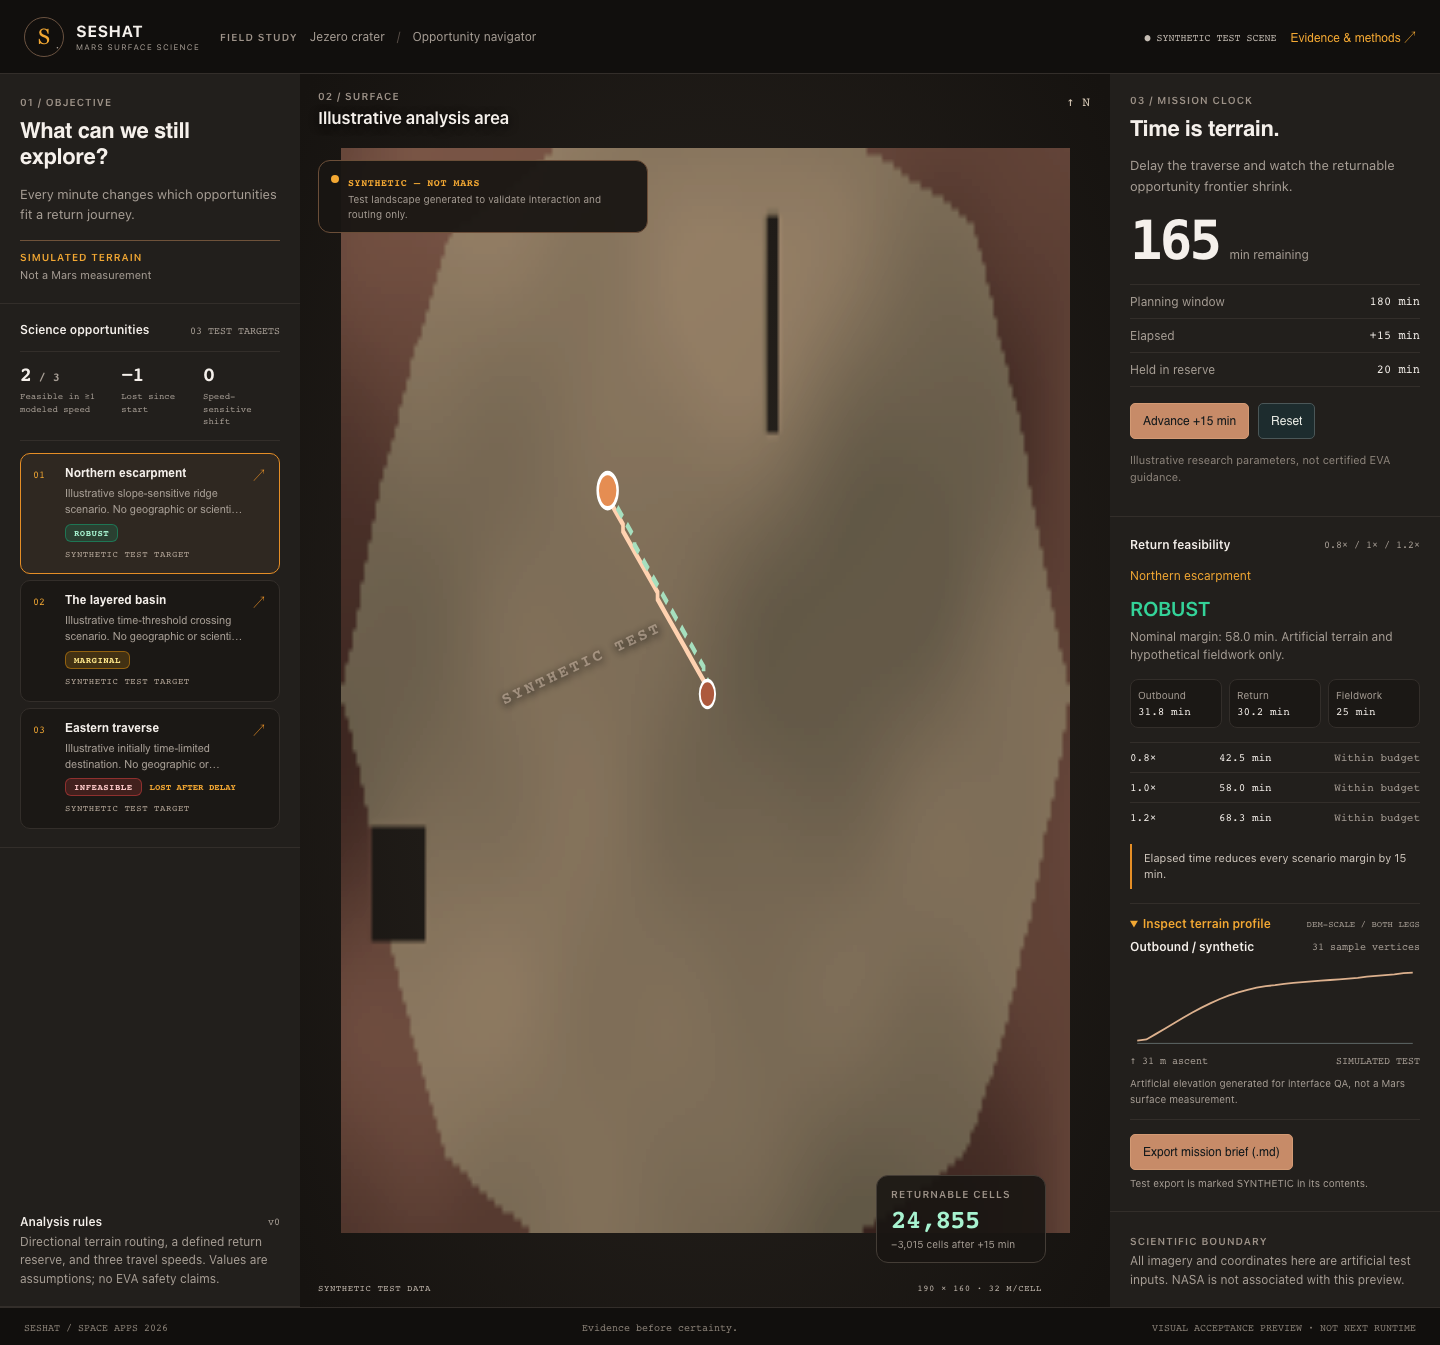 S
SESHAT
MARS SURFACE SCIENCE
FIELD STUDY Jezero crater / Opportunity navigator
● SYNTHETIC TEST SCENE Evidence & methods ↗
01 / OBJECTIVE
What can we still
explore?
Every minute changes which opportunities
fit a return journey.
SIMULATED TERRAIN
Not a Mars measurement
Science opportunities 03 TEST TARGETS
2 / 3
Feasible in ≥1
modeled speed
−1
Lost since
start
0
Speed-
sensitive
shift
01 Northern escarpment ↗
Illustrative slope-sensitive ridge
scenario. No geographic or scienti…
ROBUST
SYNTHETIC TEST TARGET
02 The layered basin ↗
Illustrative time-threshold crossing
scenario. No geographic or scienti…
MARGINAL
SYNTHETIC TEST TARGET
03 Eastern traverse ↗
Illustrative initially time-limited
destination. No geographic or…
INFEASIBLE LOST AFTER DELAY
SYNTHETIC TEST TARGET
Analysis rules v0
Directional terrain routing, a defined return
reserve, and three travel speeds. Values are
assumptions; no EVA safety claims.
02 / SURFACE
Illustrative analysis area
↑ N
SYNTHETIC — NOT MARS
Test landscape generated to validate interaction and
routing only.
SYNTHETIC TEST
RETURNABLE CELLS
24,855
−3,015 cells after +15 min
SYNTHETIC TEST DATA 190 × 160 · 32 M/CELL
03 / MISSION CLOCK
Time is terrain.
Delay the traverse and watch the returnable
opportunity frontier shrink.
165 min remaining
Planning window 180 min
Elapsed +15 min
Held in reserve 20 min
Advance +15 min Reset
Illustrative research parameters, not certified EVA
guidance.
Return feasibility 0.8× / 1× / 1.2×
Northern escarpment
ROBUST
Nominal margin: 58.0 min. Artificial terrain and
hypothetical fieldwork only.
Outbound Return Fieldwork
31.8 min 30.2 min 25 min
0.8× 42.5 min Within budget
1.0× 58.0 min Within budget
1.2× 68.3 min Within budget
Elapsed time reduces every scenario margin by 15
min.
▼ Inspect terrain profile DEM-SCALE / BOTH LEGS
Outbound / synthetic 31 sample vertices
↑ 31 m ascent SIMULATED TEST
Artificial elevation generated for interface QA, not a Mars
surface measurement.
Export mission brief (.md)
Test export is marked SYNTHETIC in its contents.
SCIENTIFIC BOUNDARY
All imagery and coordinates here are artificial test
inputs. NASA is not associated with this preview.
SESHAT / SPACE APPS 2026 Evidence before certainty. VISUAL ACCEPTANCE PREVIEW · NOT NEXT RUNTIME